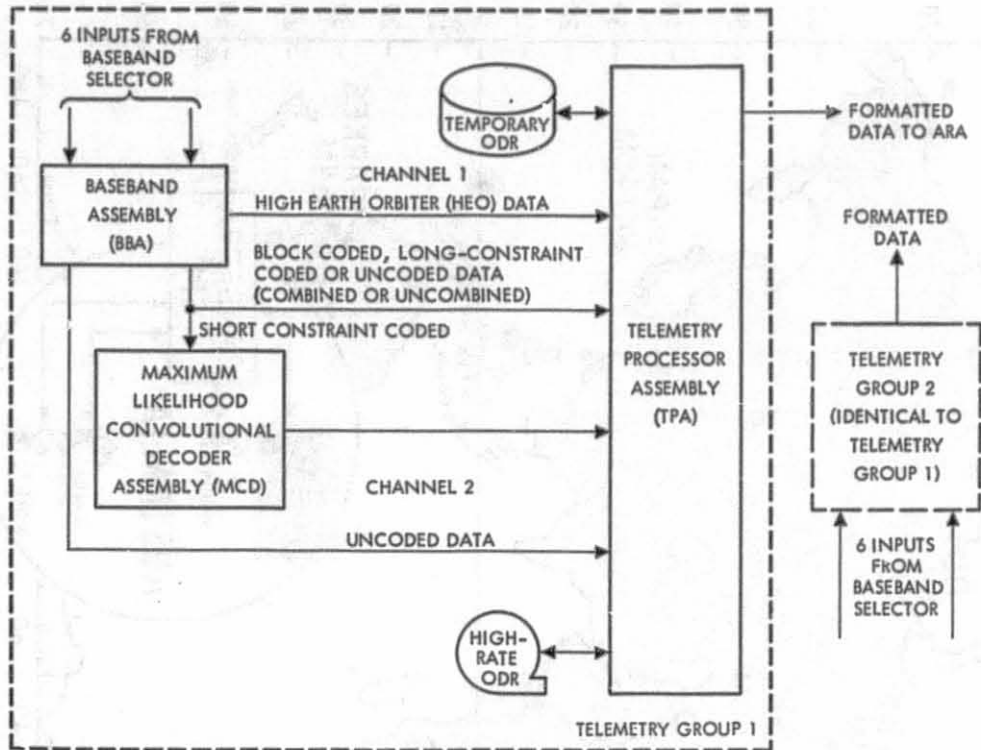 6 INPUTS FROM
BASEBAND
SELECTOR
BASEBAND
ASSEMBLY
(BBA)
TEMPORARY
ODR
CHANNEL 1
HIGH EARTH ORBITER (HEO) DATA
BLOCK CODED, LONG-CONSTRAINT
CODED OR UNCODED DATA
(COMBINED OR UNCOMBINED)
SHORT CONSTRAINT CODED
MAXIMUM
LIKELIHOOD
CONVOLUTIONAL
DECODER
ASSEMBLY (MCD)
CHANNEL 2
UNCODED DATA
HIGH-
RATE
ODR
TELEMETRY
PROCESSOR
ASSEMBLY
(TPA)
TELEMETRY GROUP 1
FORMATTED
DATA TO ARA
FORMATTED
DATA
TELEMETRY
GROUP 2
(IDENTICAL TO
TELEMETRY
GROUP 1)
6 INPUTS
FROM
BASEBAND
SELECTOR